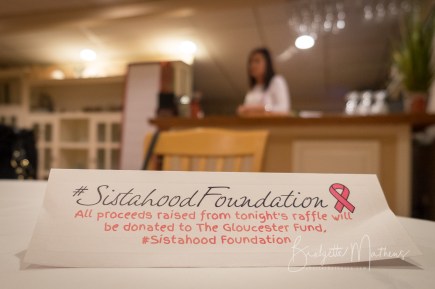 #SistahoodFoundation
All proceeds raised from tonight's raffle will
be donated to The Gloucester Fund.
#Sistahood Foundation